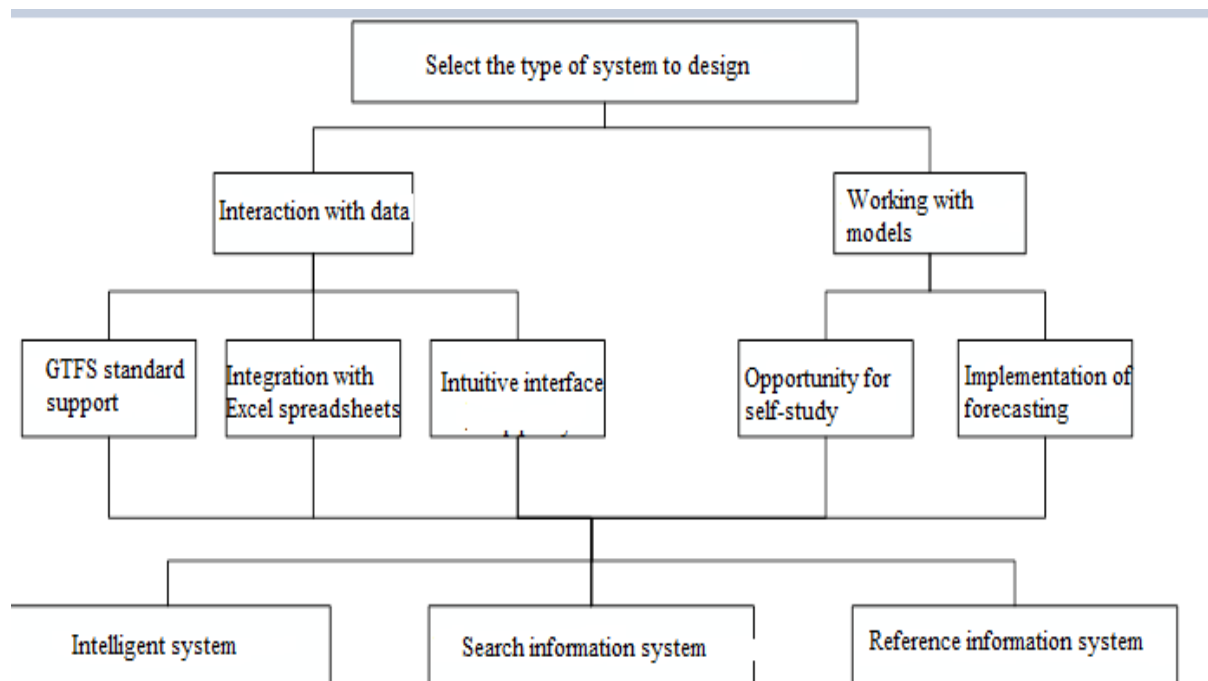 Select the type of system to design
Interaction with data
Working with
models
GTFS standard
support
Integration with
Excel spreadsheets
Intuitive interface
Opportunity for
self-study
Implementation of
forecasting
Intelligent system
Search information system
Reference information system